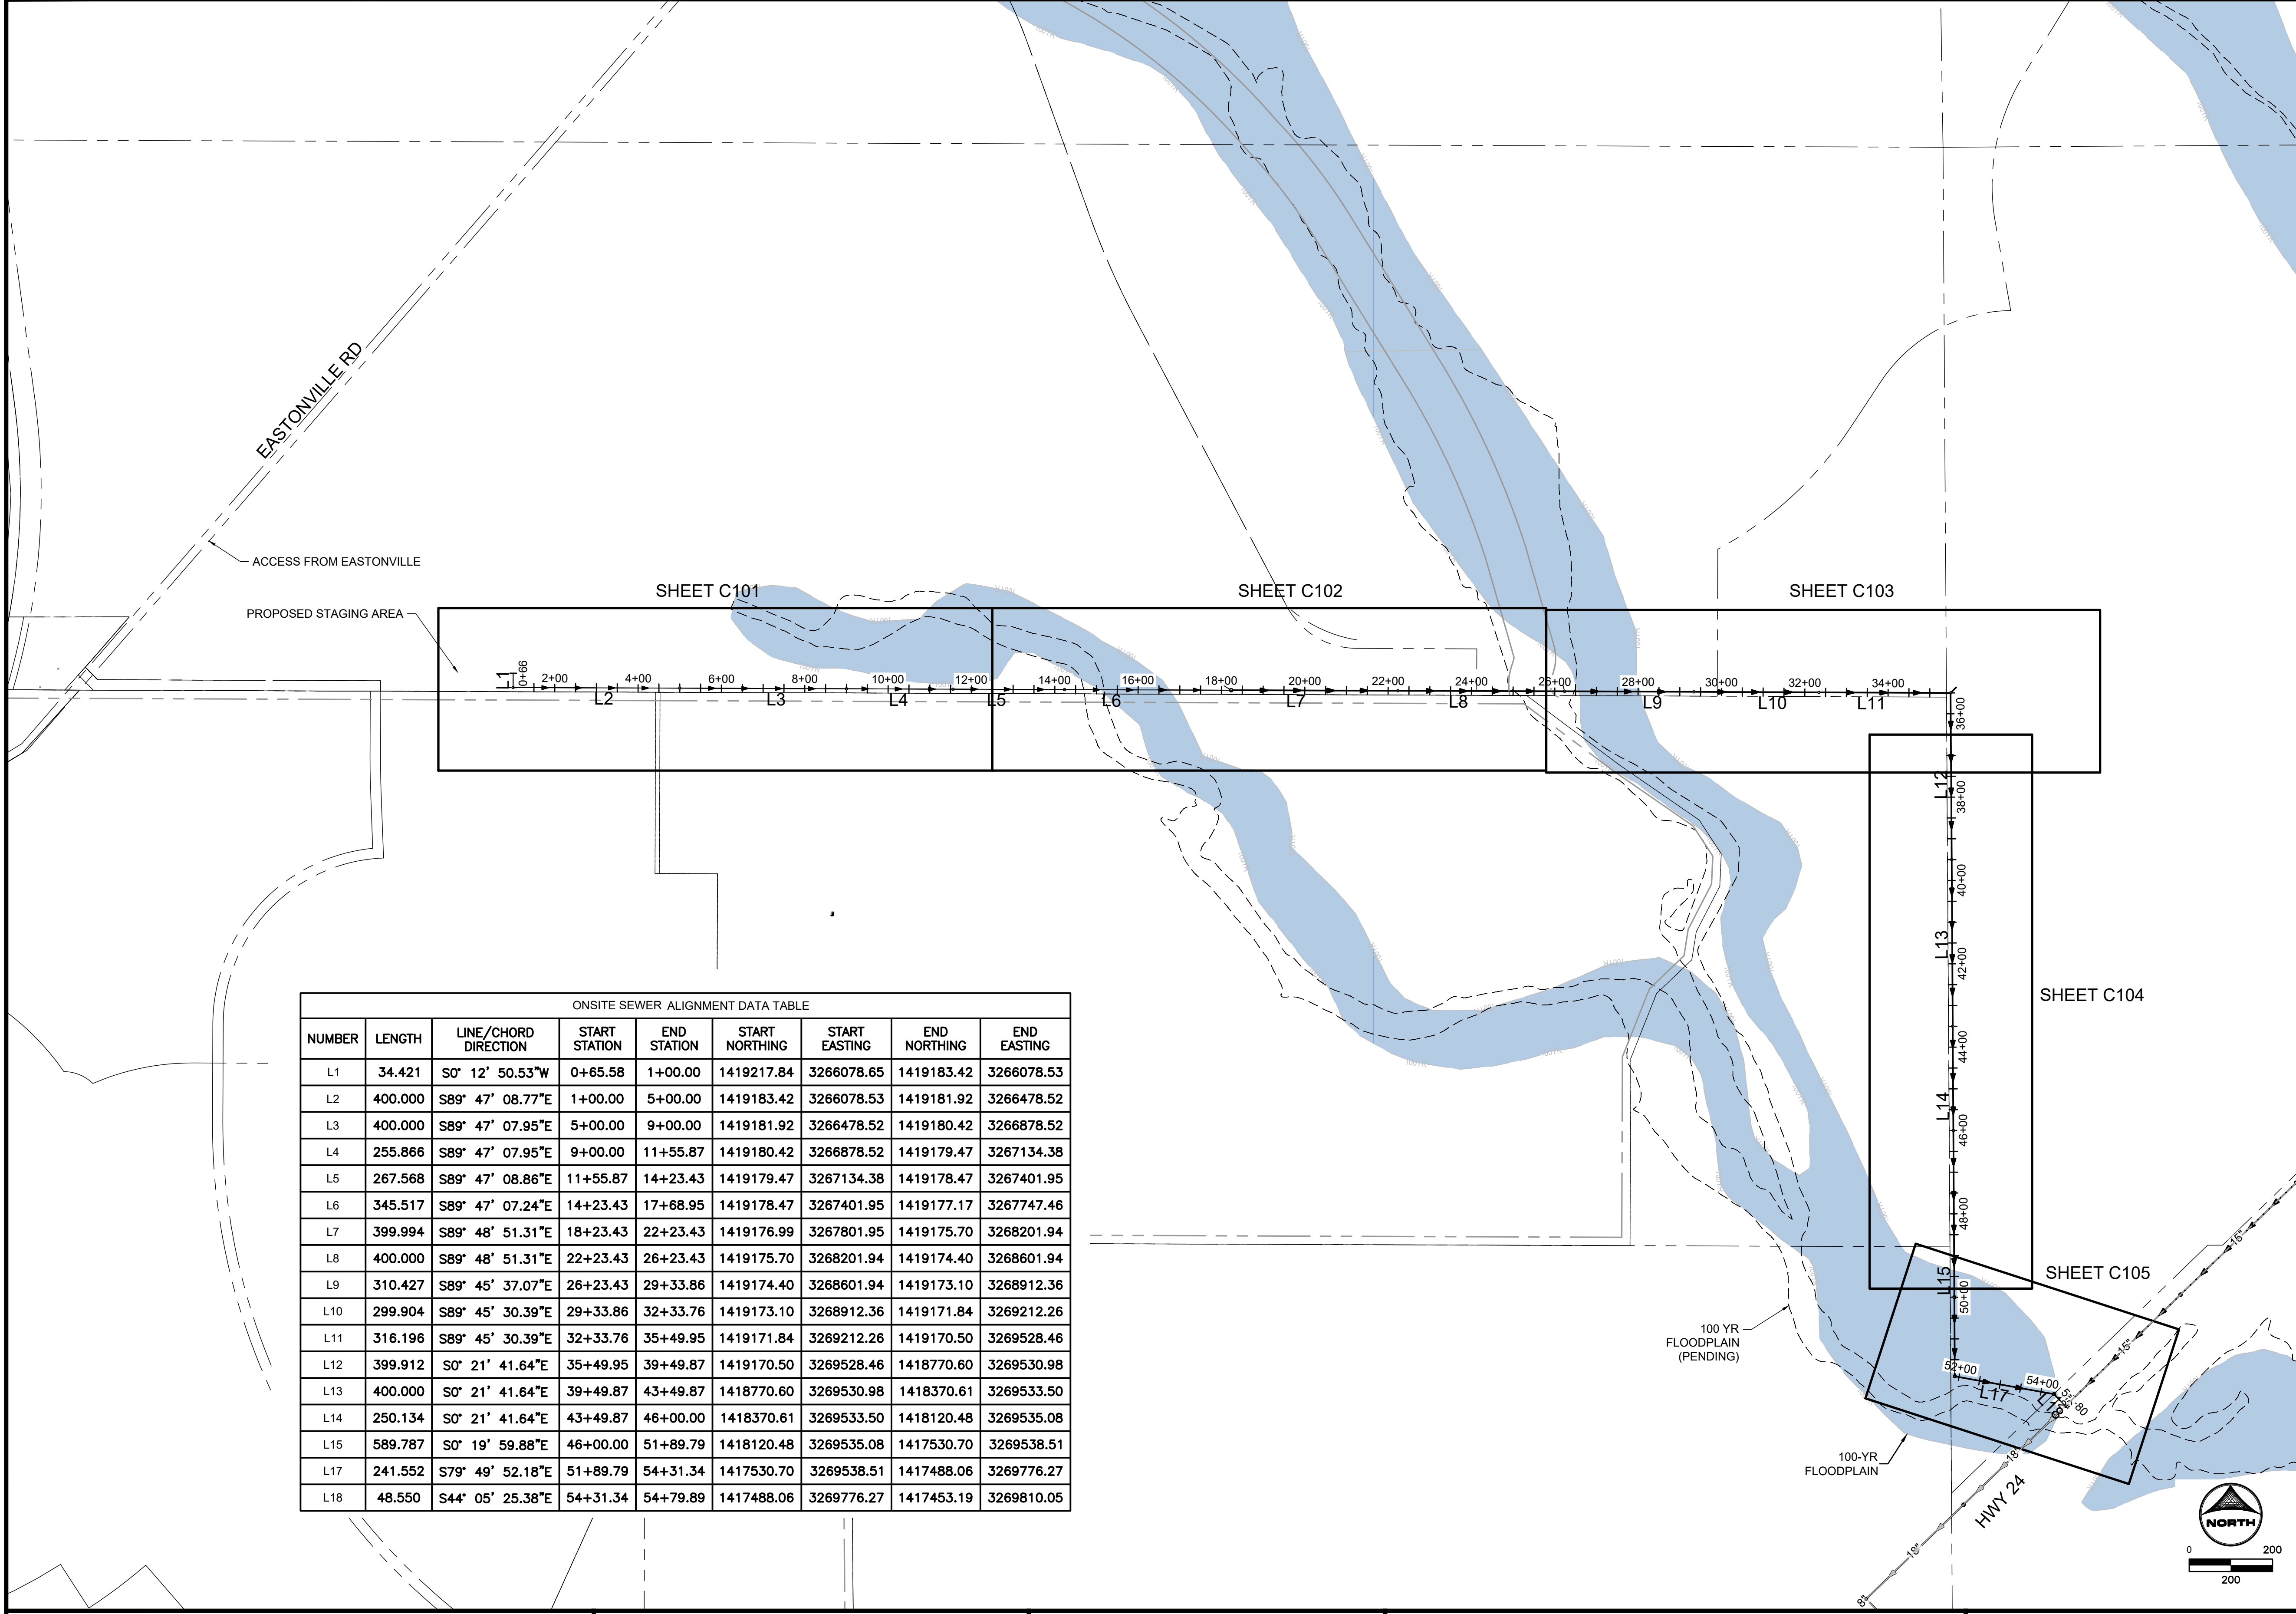 EASTONVILLE RD
ACCESS FROM EASTONVILLE
PROPOSED STAGING AREA
SHEET C101
SHEET C102
SHEET C103
L1
0+66
2+00
4+00
6+00
8+00
10+00
12+00
14+00
16+00
18+00
20+00
22+00
24+00
26+00
28+00
30+00
32+00
34+00
L2
L3
L4
L5
L6
L7
L8
L9
L10
L11
36+00
L12
38+00
40+00
L13
42+00
SHEET C104
44+00
L14
46+00
48+00
15"
L15
SHEET C105
50+00
15"
52+00
54+00
L17
L18
18"
HWY 24
18"
8"
100 YR
FLOODPLAIN
(PENDING)
100-YR
FLOODPLAIN
NORTH
0 200
200
ONSITE SEWER ALIGNMENT DATA TABLE
NUMBER LENGTH LINE/CHORD DIRECTION START STATION END STATION START NORTHING START EASTING END NORTHING END EASTING
L1 34.421 S0° 12' 50.53"W 0+65.58 1+00.00 1419217.84 3266078.65 1419183.42 3266078.53
L2 400.000 S89° 47' 08.77"E 1+00.00 5+00.00 1419183.42 3266078.53 1419181.92 3266478.52
L3 400.000 S89° 47' 07.95"E 5+00.00 9+00.00 1419181.92 3266478.52 1419180.42 3266878.52
L4 255.866 S89° 47' 07.95"E 9+00.00 11+55.87 1419180.42 3266878.52 1419179.47 3267134.38
L5 267.568 S89° 47' 08.86"E 11+55.87 14+23.43 1419179.47 3267134.38 1419178.47 3267401.95
L6 345.517 S89° 47' 07.24"E 14+23.43 17+68.95 1419178.47 3267401.95 1419177.17 3267747.46
L7 399.994 S89° 48' 51.31"E 18+23.43 22+23.43 1419176.99 3267801.95 1419175.70 3268201.94
L8 400.000 S89° 48' 51.31"E 22+23.43 26+23.43 1419175.70 3268201.94 1419174.40 3268601.94
L9 310.427 S89° 45' 37.07"E 26+23.43 29+33.86 1419174.40 3268601.94 1419173.10 3268912.36
L10 299.904 S89° 45' 30.39"E 29+33.86 32+33.76 1419173.10 3268912.36 1419171.84 3269212.26
L11 316.196 S89° 45' 30.39"E 32+33.76 35+49.95 1419171.84 3269212.26 1419170.50 3269528.46
L12 399.912 S0° 21' 41.64"E 35+49.95 39+49.87 1419170.50 3269528.46 1418770.60 3269530.98
L13 400.000 S0° 21' 41.64"E 39+49.87 43+49.87 1418770.60 3269530.98 1418370.61 3269533.50
L14 250.134 S0° 21' 41.64"E 43+49.87 46+00.00 1418370.61 3269533.50 1418120.48 3269535.08
L15 589.787 S0° 19' 59.88"E 46+00.00 51+89.79 1418120.48 3269535.08 1417530.70 3269538.51
L17 241.552 S79° 49' 52.18"E 51+89.79 54+31.34 1417530.70 3269538.51 1417488.06 3269776.27
L18 48.550 S44° 05' 25.38"E 54+31.34 54+79.89 1417488.06 3269776.27 1417453.19 3269810.05